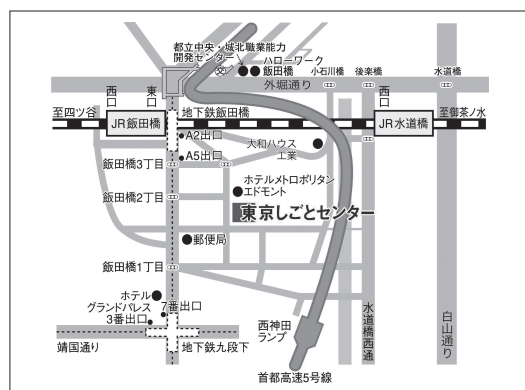 都立中央・城北職業能力
開発センター
ハローワーク
飯田橋
小石川橋
後楽橋
水道橋
外堀通り
西口
東口
西口
至四ツ谷
JR飯田橋
地下鉄飯田橋
JR水道橋
至御茶ノ水
A2出口
大和ハウス
工業
A5出口
飯田橋3丁目
ホテルメトロポリタン
エドモント
飯田橋2丁目
東京しごとセンター
郵便局
飯田橋1丁目
ホテル
グランドパレス
7番出口
3番出口
西神田
ランプ
水道橋西通り
白山通り
靖国通り
地下鉄九段下
首都高速5号線